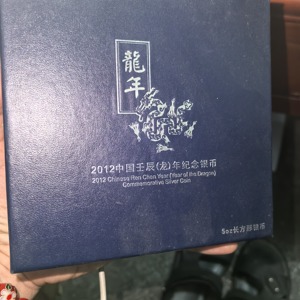 龍年
2012中国壬辰(龙)年纪念银币
2012 Chinese Ren Chen Year (Year of the Dragon)
Commemorative Silver Coin
5oz长方形银币